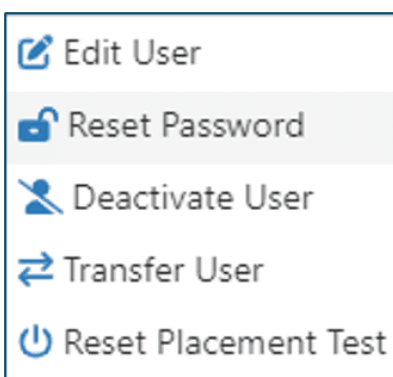 Edit User
Reset Password
Deactivate User
Transfer User
Reset Placement Test